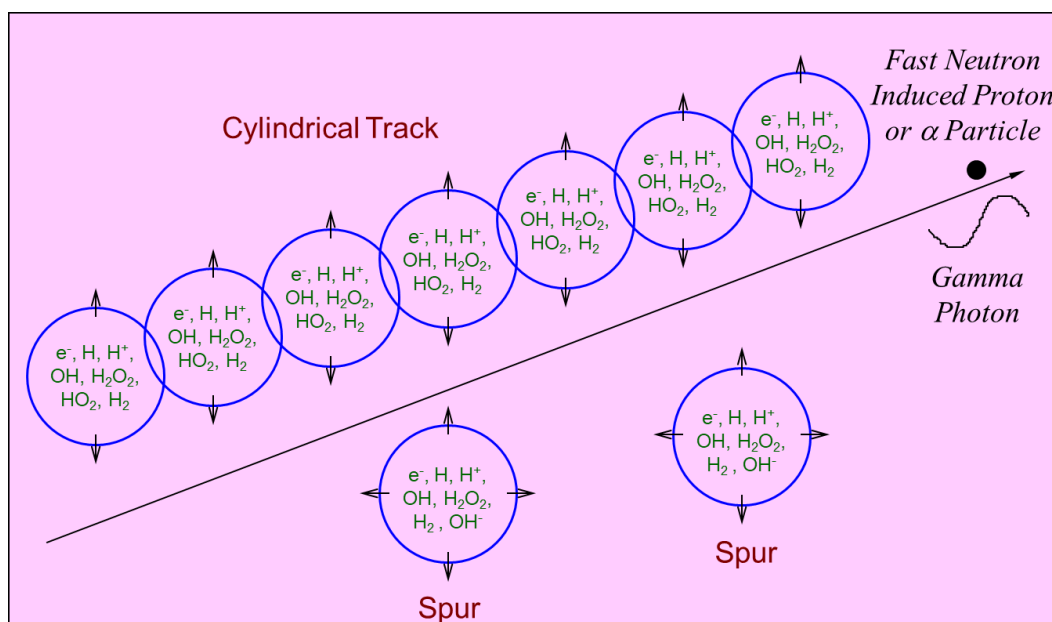 Fast Neutron
Induced Proton
or α Particle
Cylindrical Track
e⁻, H, H⁺,
OH, H₂O₂,
HO₂, H₂
e⁻, H, H⁺,
OH, H₂O₂,
HO₂, H₂
e⁻, H, H⁺,
OH, H₂O₂,
HO₂, H₂
e⁻, H, H⁺,
OH, H₂O₂,
HO₂, H₂
e⁻, H, H⁺,
OH, H₂O₂,
HO₂, H₂
e⁻, H, H⁺,
OH, H₂O₂,
HO₂, H₂
e⁻, H, H⁺,
OH, H₂O₂,
HO₂, H₂
Gamma
Photon
e⁻, H, H⁺,
OH, H₂O₂,
H₂ , OH⁻
Spur
e⁻, H, H⁺,
OH, H₂O₂,
H₂ , OH⁻
Spur